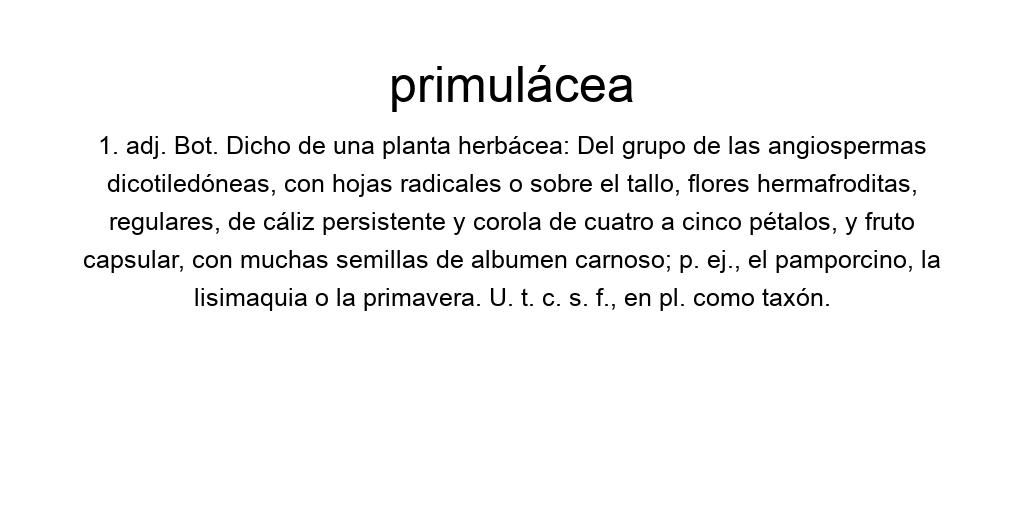 primulácea
1. adj. Bot. Dicho de una planta herbácea: Del grupo de las angiospermas
dicotiledóneas, con hojas radicales o sobre el tallo, flores hermafroditas,
regulares, de cáliz persistente y corola de cuatro a cinco pétalos, y fruto
capsular, con muchas semillas de albumen carnoso; p. ej., el pamporcino, la
lisimaquia o la primavera. U. t. c. s. f., en pl. como taxón.